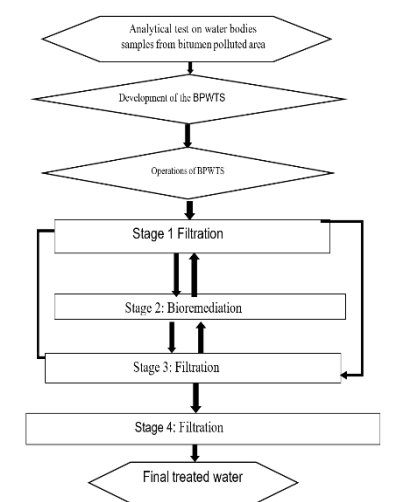 Analytical test on water bodies
samples from bitumen polluted area
Development of the BPWTS
Operations of BPWTS
Stage 1 Filtration
Stage 2: Bioremediation
Stage 3: Filtration
Stage 4: Filtration
Final treated water